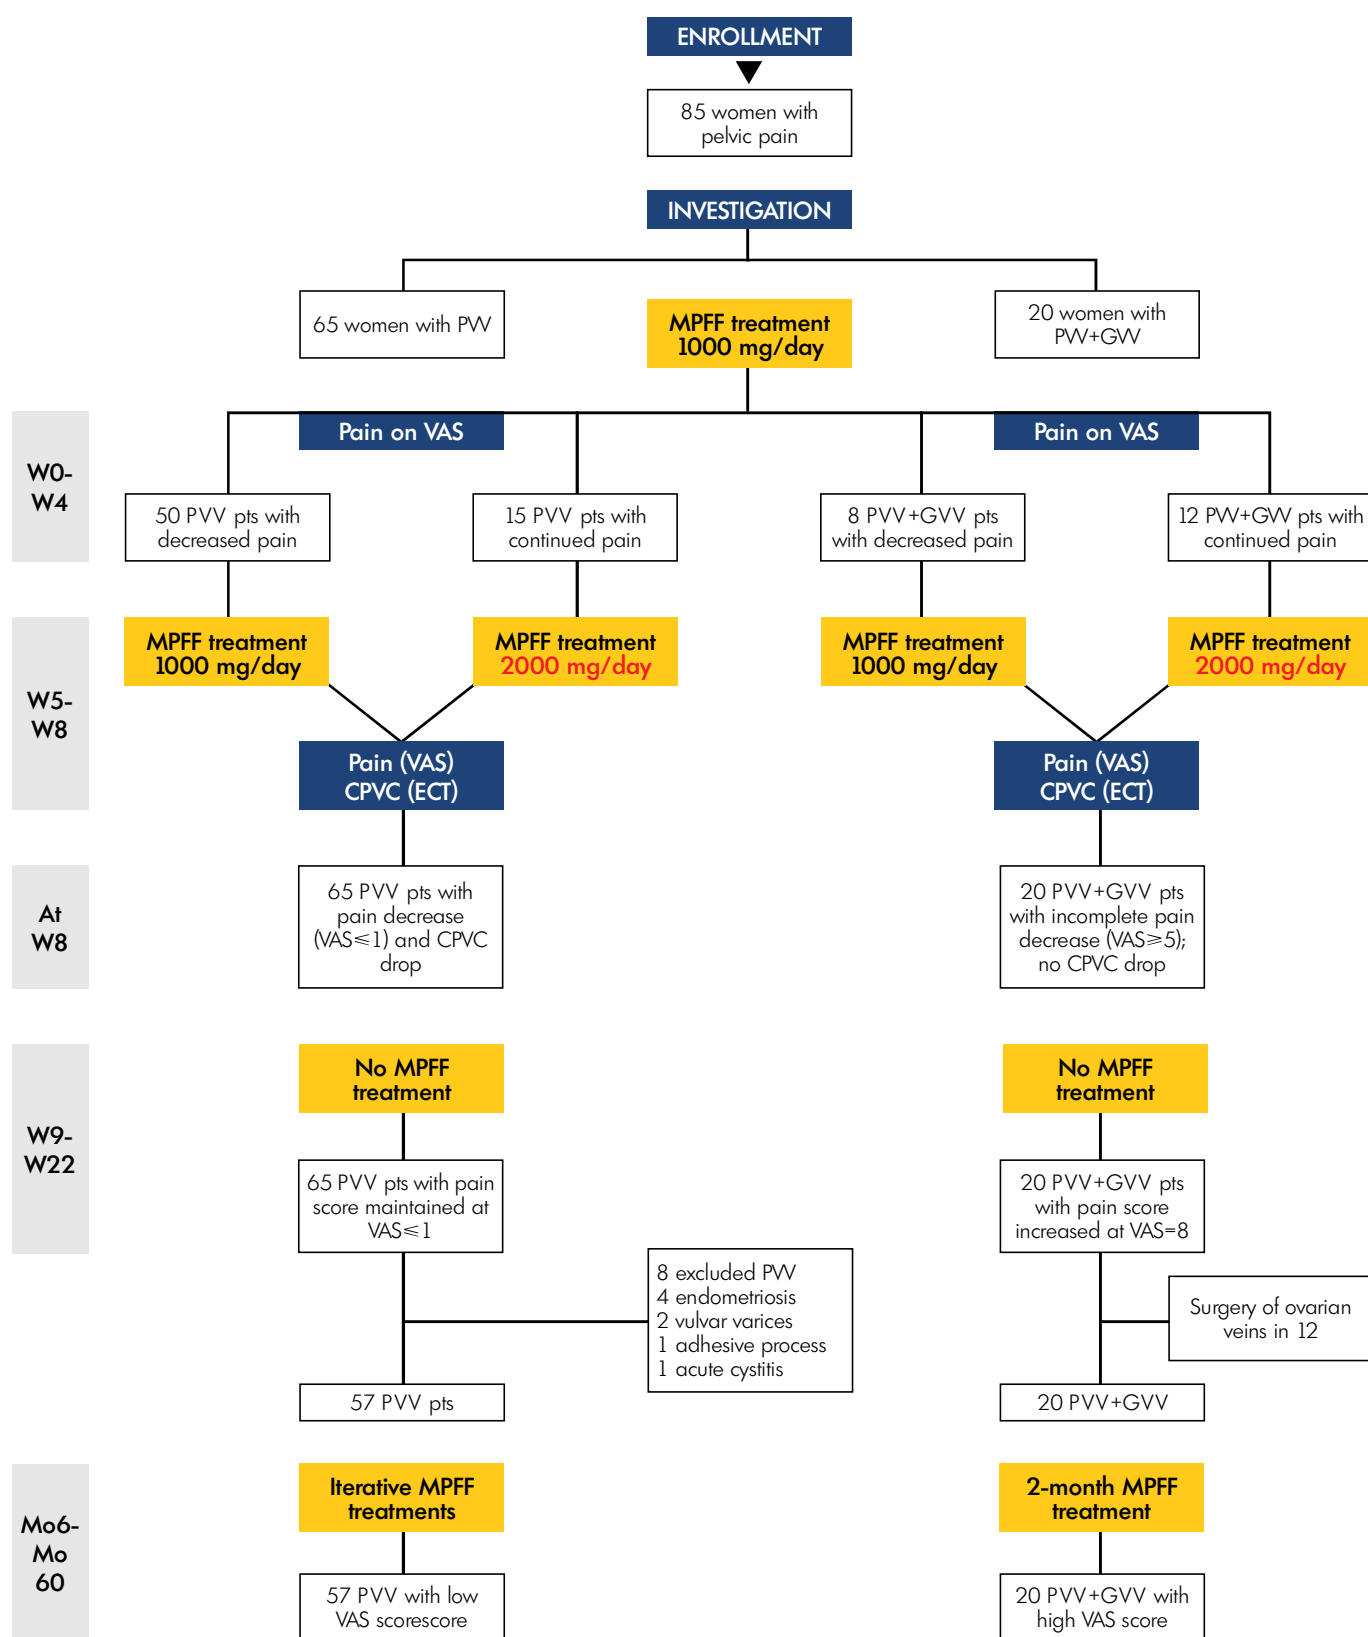 ENROLLMENT
85 women with
pelvic pain
INVESTIGATION
65 women with PVV
MPFF treatment
1000 mg/day
20 women with
PVV+GVV
W0-
W4
Pain on VAS
Pain on VAS
50 PVV pts with
decreased pain
15 PVV pts with
continued pain
8 PVV+GVV pts
with decreased pain
12 PVV+GVV pts with
continued pain
W5-
W8
MPFF treatment
1000 mg/day
MPFF treatment
2000 mg/day
MPFF treatment
1000 mg/day
MPFF treatment
2000 mg/day
Pain (VAS)
CPVC (ECT)
Pain (VAS)
CPVC (ECT)
At
W8
65 PVV pts with
pain decrease
(VAS≤1) and CPVC
drop
20 PVV+GVV pts
with incomplete pain
decrease (VAS≥5);
no CPVC drop
W9-
W22
No MPFF
treatment
No MPFF
treatment
65 PVV pts with pain
score maintained at
VAS≤1
20 PVV+GVV pts
with pain score
increased at VAS=8
8 excluded PVV
4 endometriosis
2 vulvar varices
1 adhesive process
1 acute cystitis
Surgery of ovarian
veins in 12
57 PVV pts
20 PVV+GVV
Mo6-
Mo
60
Iterative MPFF
treatments
2-month MPFF
treatment
57 PVV with low
VAS scorescore
20 PVV+GVV with
high VAS score